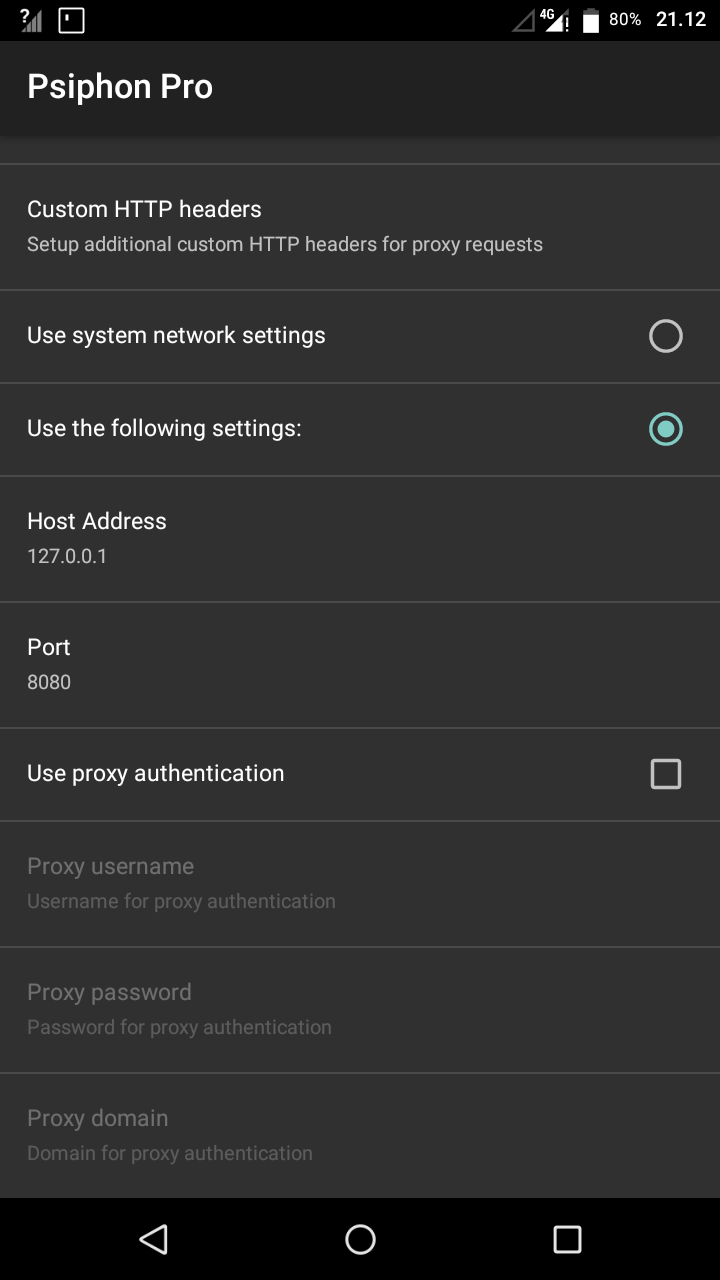 ?
4G ! 80% 21.12
Psiphon Pro
Custom HTTP headers
Setup additional custom HTTP headers for proxy requests
Use system network settings
Use the following settings:
Host Address
127.0.0.1
Port
8080
Use proxy authentication
Proxy username
Username for proxy authentication
Proxy password
Password for proxy authentication
Proxy domain
Domain for proxy authentication